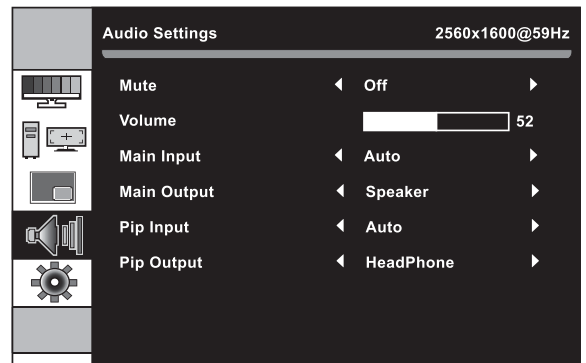 Audio Settings 2560x1600@59Hz
Mute Off
Volume 52
Main Input Auto
Main Output Speaker
Pip Input Auto
Pip Output HeadPhone